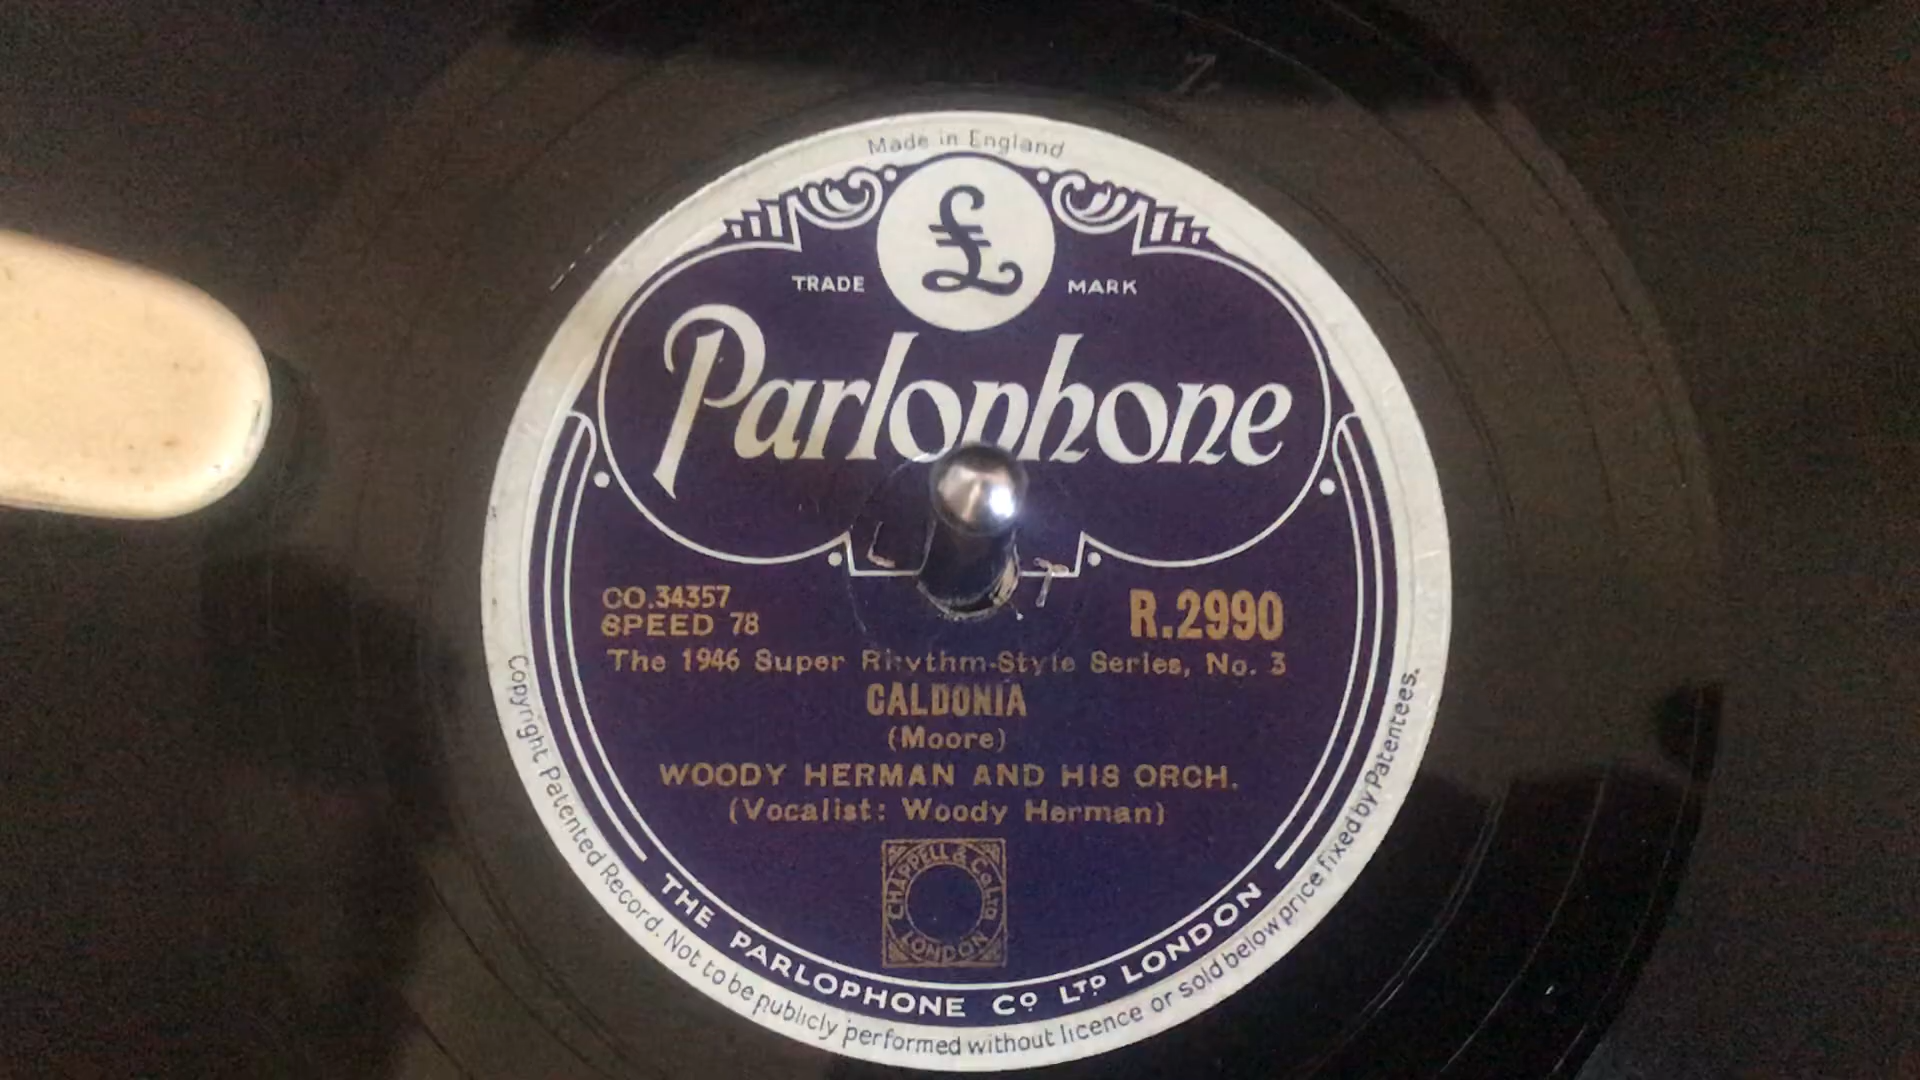 Made in England
£
TRADE MARK
Parlophone
CO.34357
SPEED 78
R.2990
The 1946 Super Rhythm-Style Series, No. 3
CALDONIA
(Moore)
WOODY HERMAN AND HIS ORCH.
(Vocalist: Woody Herman)
CHAPPELL & Co LTD
LONDON
THE PARLOPHONE Co LTD LONDON
Copyright Patented Record. Not to be publicly performed without licence or sold below price fixed by Patentees.